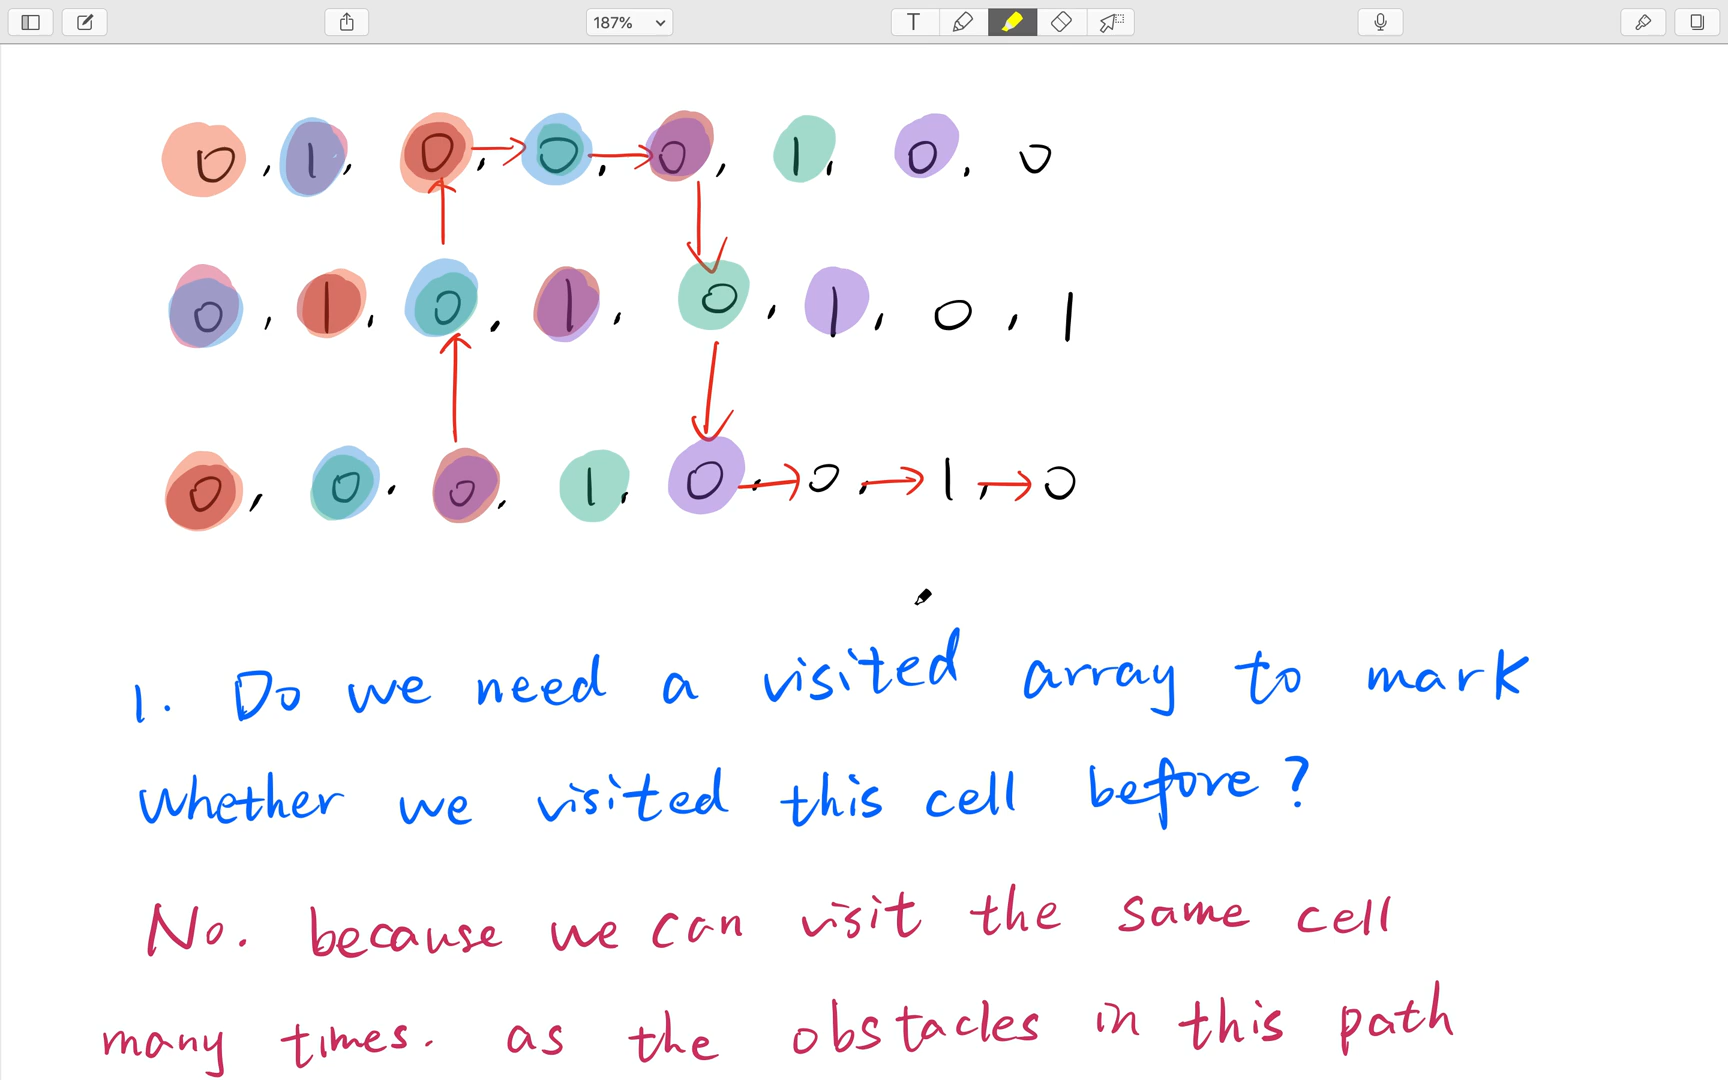 187%
T
0, 1, 0, 0, 0, 1, 0, 0
0, 1, 0, 1, 0, 1, 0, 1
0, 0, 0, 1, 0, 0, 1, 0
1. Do we need a visited array to mark
whether we visited this cell before?
No. because we can visit the same cell
many times. as the obstacles in this path